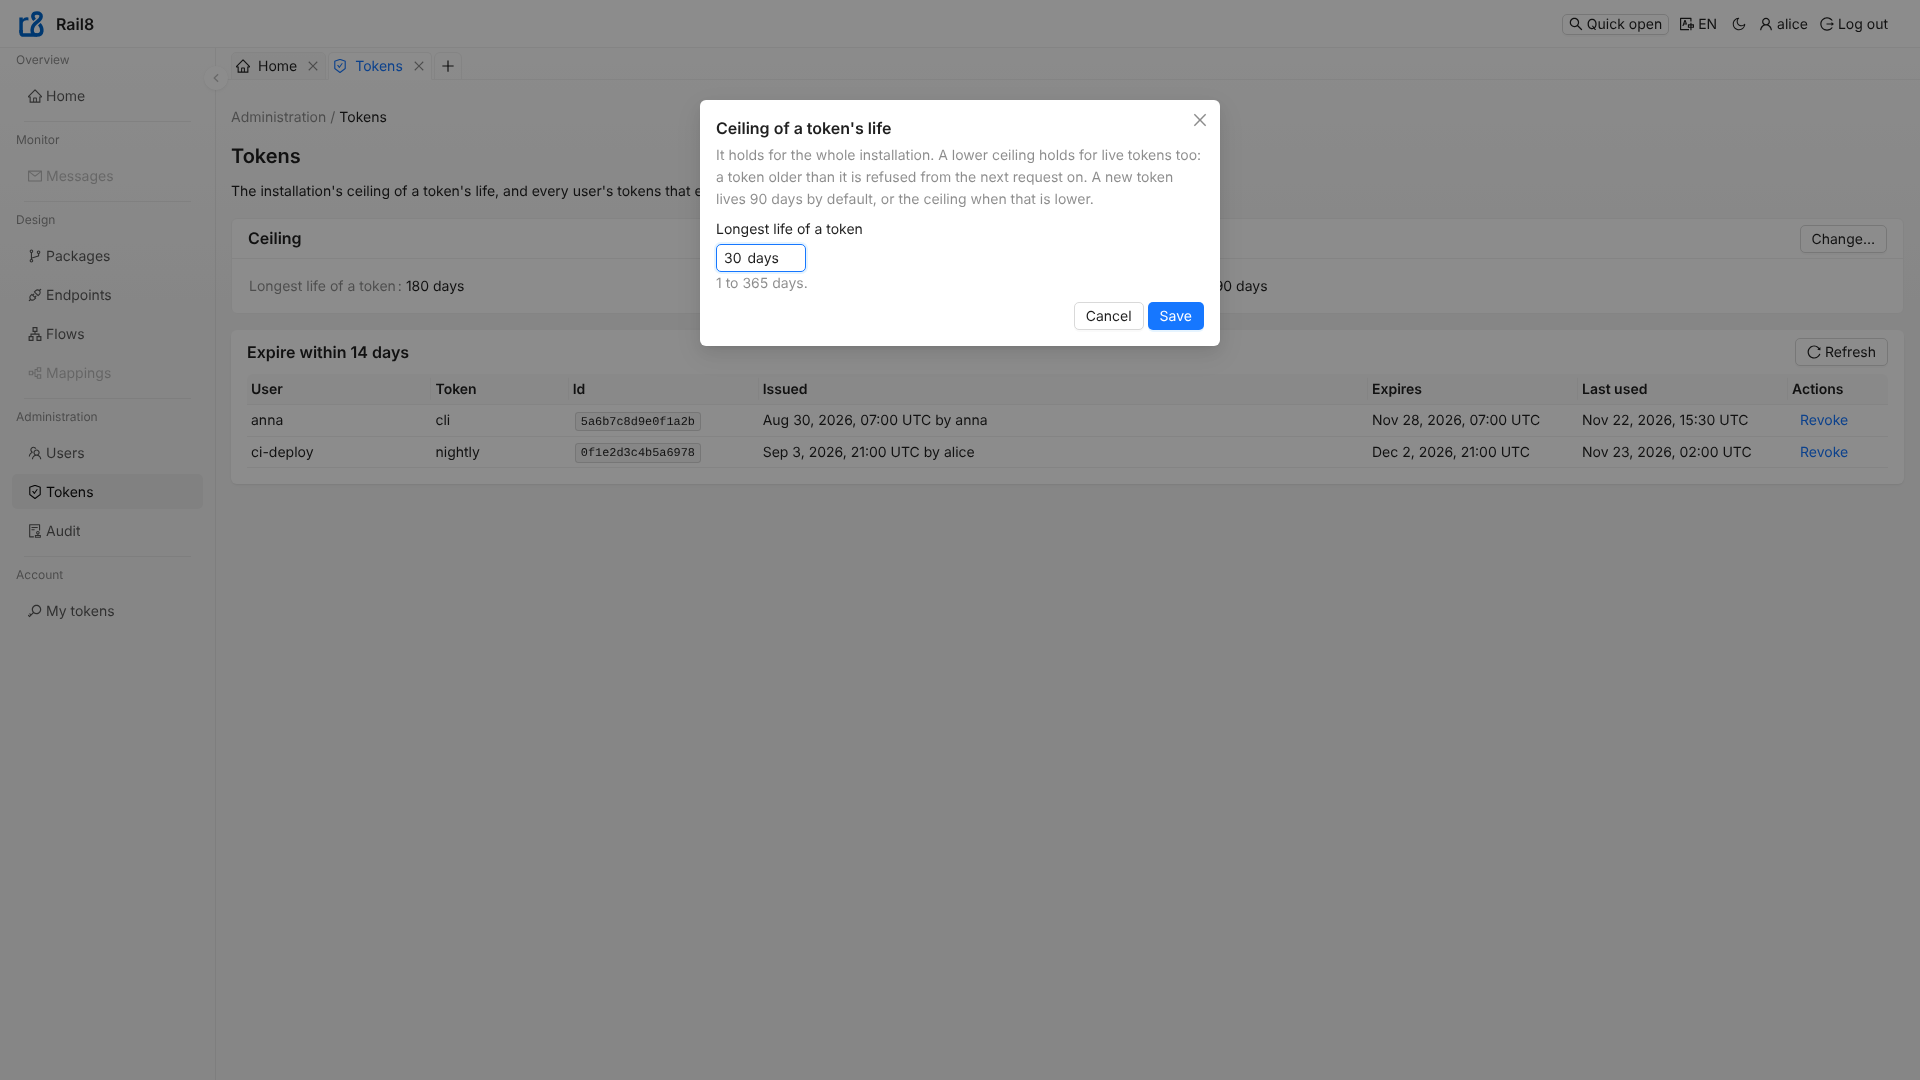 Rail8
Quick open
EN
alice
Log out
Overview
Home
Monitor
Messages
Design
Packages
Endpoints
Flows
Mappings
Administration
Users
Tokens
Audit
Account
My tokens
Home
Tokens
Administration / Tokens
Tokens
The installation's ceiling of a token's life, and every user's tokens that
Ceiling
Change...
Longest life of a token: 180 days
90 days
Ceiling of a token's life
It holds for the whole installation. A lower ceiling holds for live tokens too:
a token older than it is refused from the next request on. A new token
lives 90 days by default, or the ceiling when that is lower.
Longest life of a token
30 days
1 to 365 days.
Cancel
Save
Expire within 14 days
Refresh
User Token Id Issued Expires Last used Actions
anna cli 5a6b7c8d9e0f1a2b Aug 30, 2026, 07:00 UTC by anna Nov 28, 2026, 07:00 UTC Nov 22, 2026, 15:30 UTC Revoke
ci-deploy nightly 0f1e2d3c4b5a6978 Sep 3, 2026, 21:00 UTC by alice Dec 2, 2026, 21:00 UTC Nov 23, 2026, 02:00 UTC Revoke